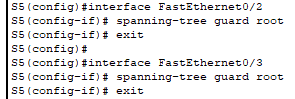 S5(config)#interface FastEthernet0/2
S5(config-if)# spanning-tree guard root
S5(config-if)# exit
S5(config)#
S5(config)#interface FastEthernet0/3
S5(config-if)# spanning-tree guard root
S5(config-if)# exit